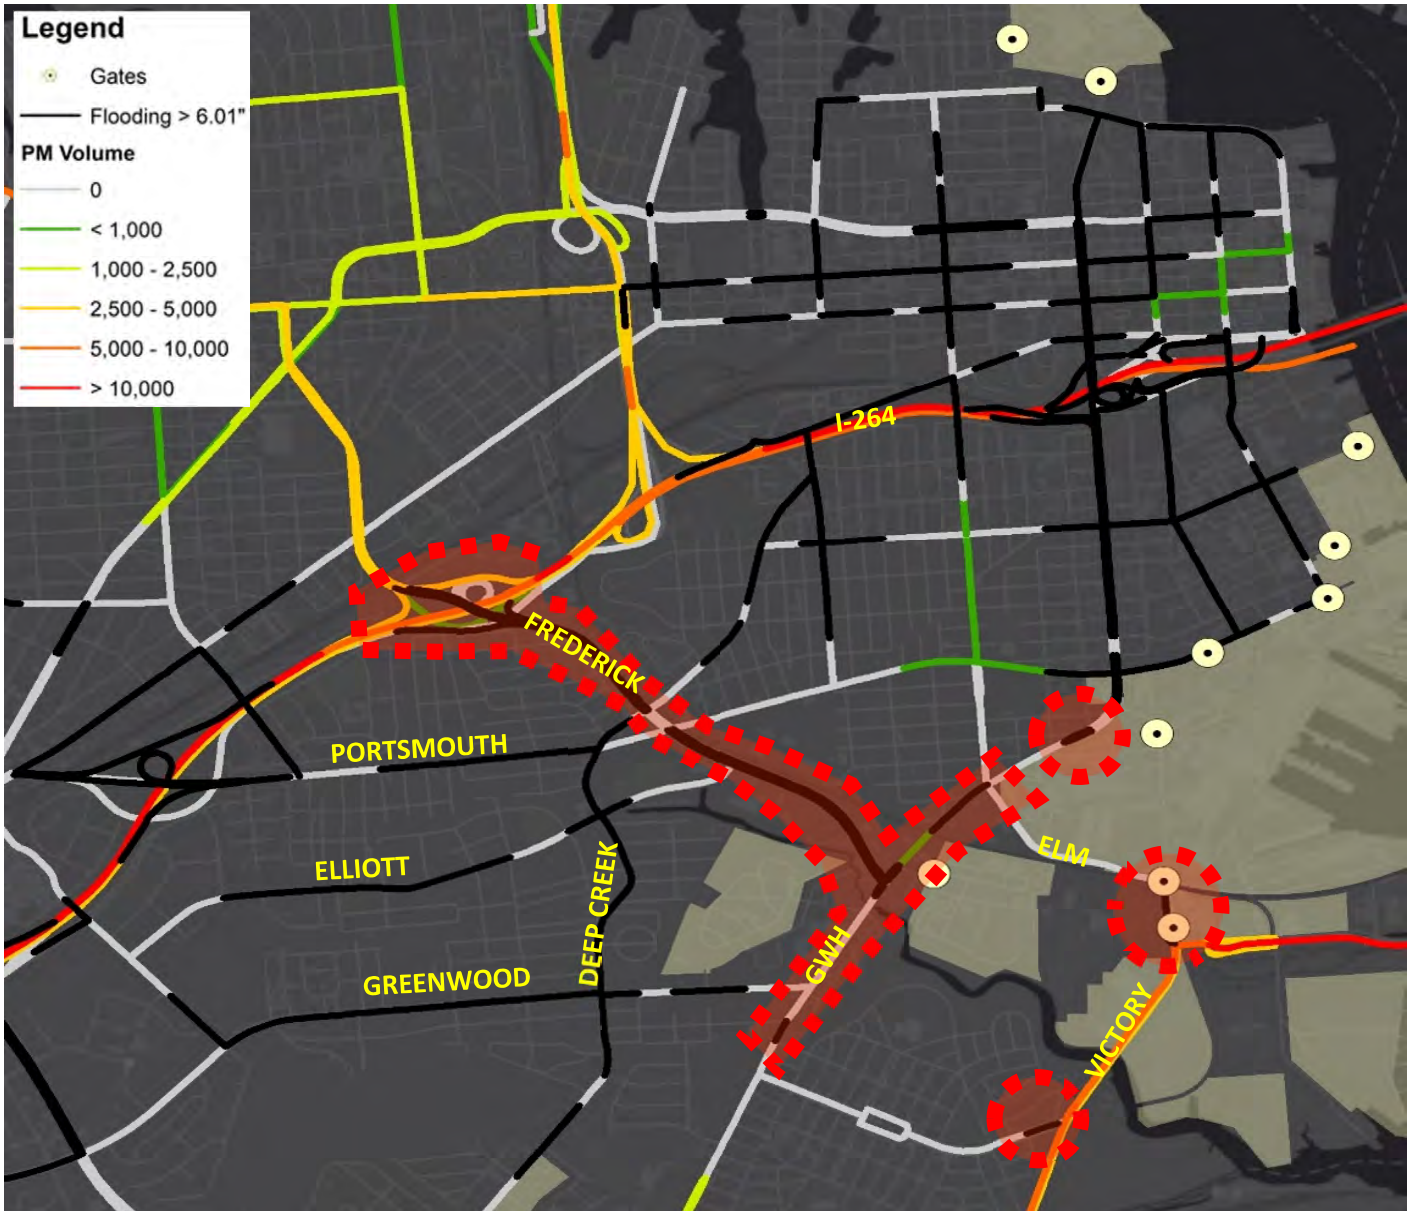 Legend
Gates
Flooding > 6.01"
PM Volume
0
< 1,000
1,000 - 2,500
2,500 - 5,000
5,000 - 10,000
> 10,000
I-264
FREDERICK
PORTSMOUTH
ELLIOTT
DEEP CREEK
ELM
GWH
GREENWOOD
VICTORY